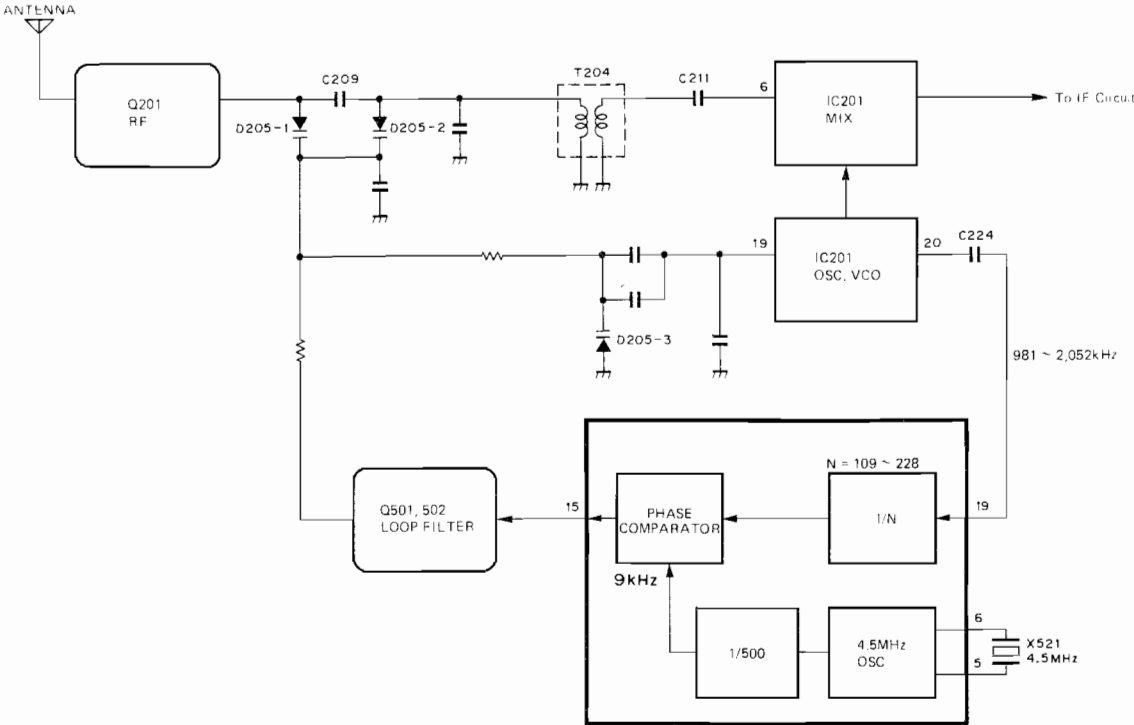 ANTENNA
Q201
RF
C209
D205-1
D205-2
T204
C211
6
IC201
MIX
To IF Circuit
19
IC201
OSC, VCO
20
C224
D205-3
981 ~ 2,052kHz
Q501, 502
LOOP FILTER
15
PHASE
COMPARATOR
9kHz
N = 109 ~ 228
1/N
19
1/500
4.5MHz
OSC
6
5
X521
4.5MHz